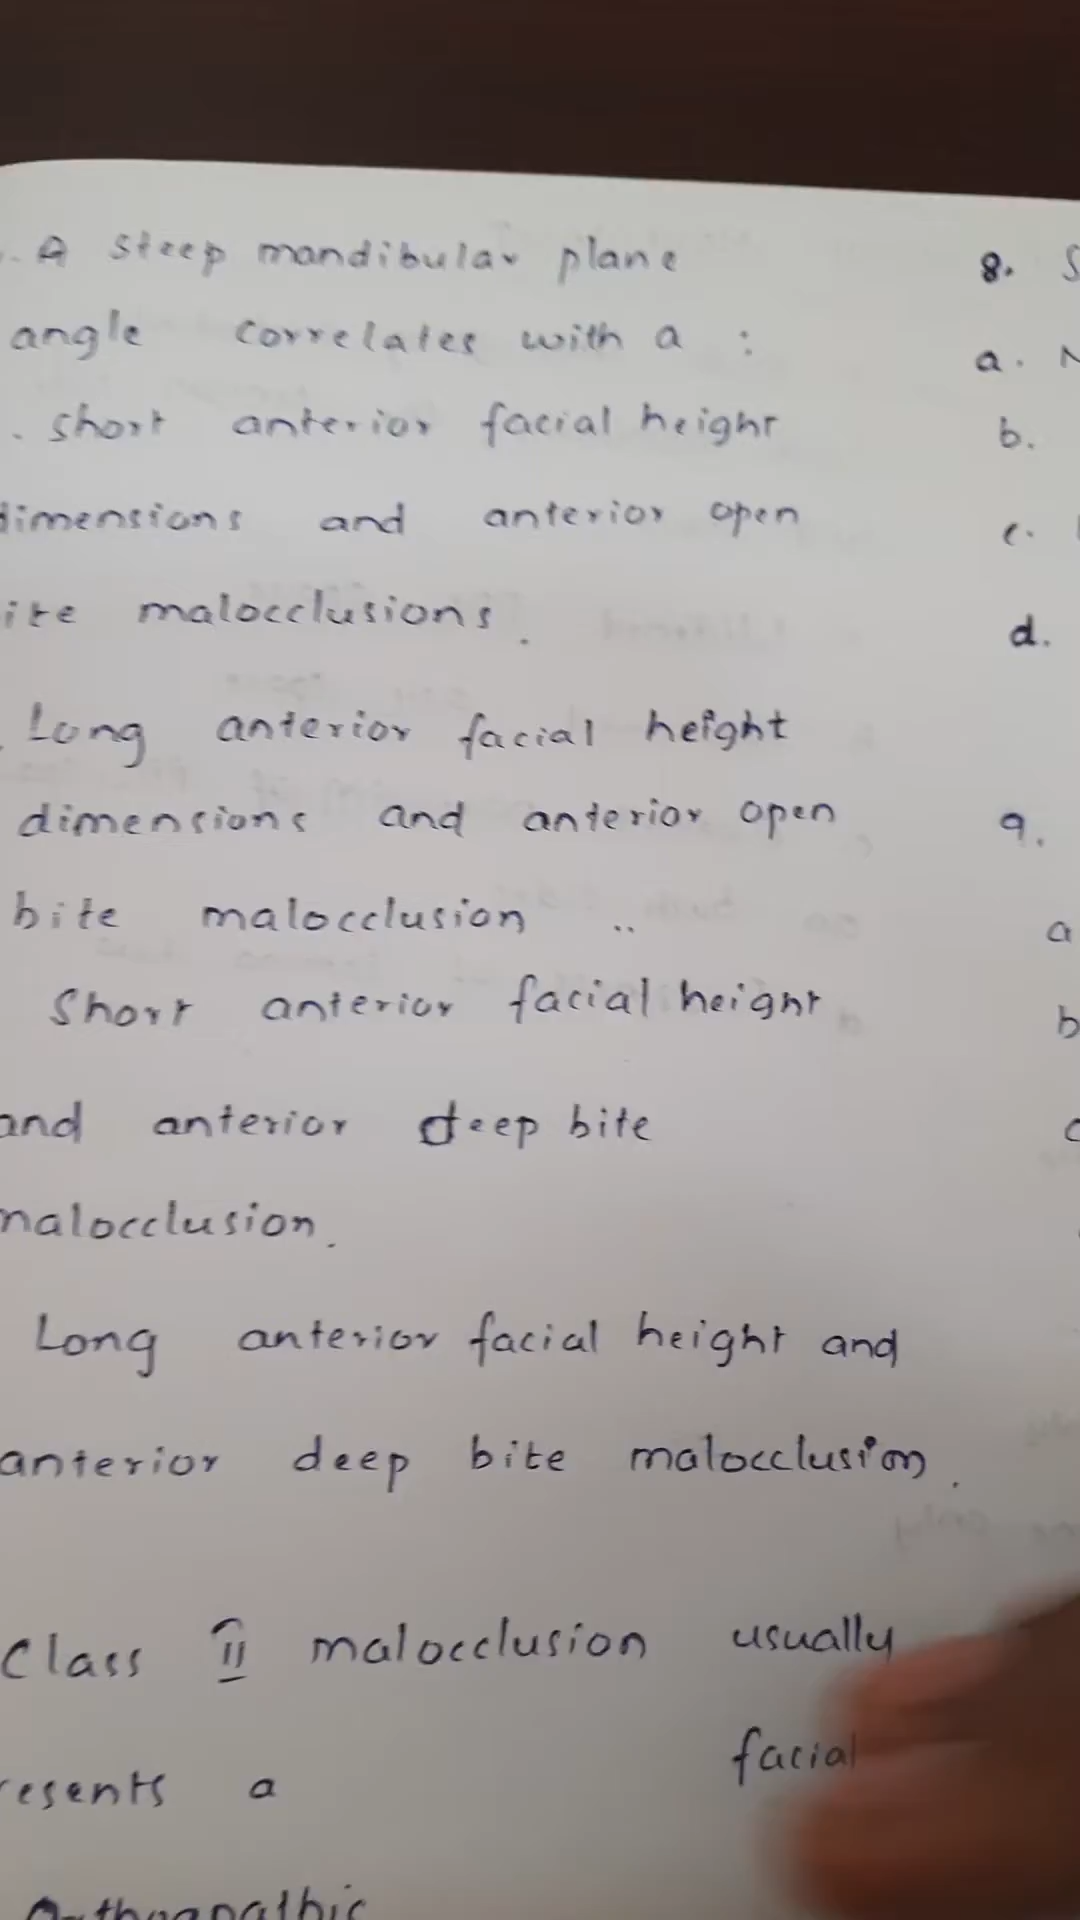 . A steep mandibular plane
angle correlates with a :
. short anterior facial height
dimensions and anterior open
ite malocclusions.
. Long anterior facial height
dimensions and anterior open
bite malocclusion ..
Short anterior facial height
and anterior deep bite
malocclusion.
Long anterior facial height and
anterior deep bite malocclusion.
Class II malocclusion usually
resents a facial
8. S
a.
b.
c.
d.
9.
a
b
c